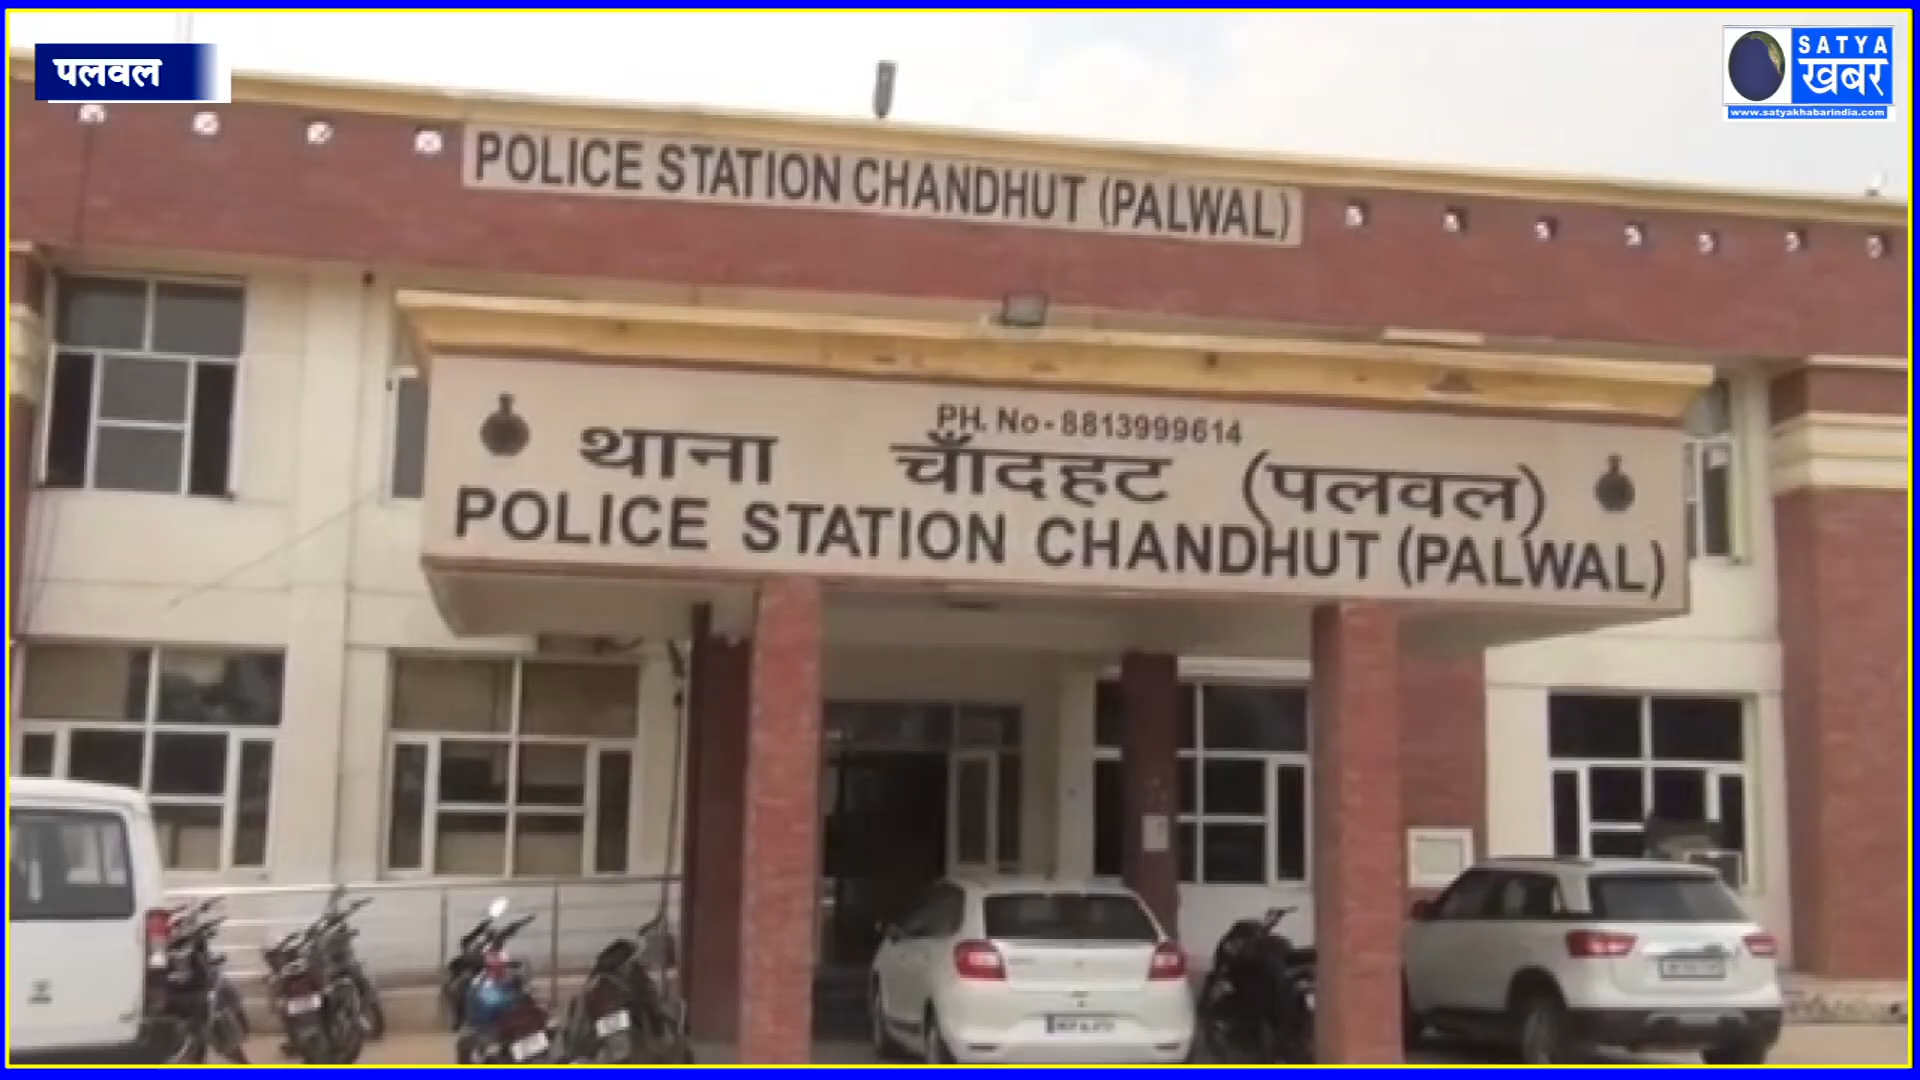 पलवल
SATYA
खबर
www.satyakhabarindia.com
POLICE STATION CHANDHUT (PALWAL)
PH. No-8813999614
थाना चाँदहट (पलवल)
POLICE STATION CHANDHUT (PALWAL)